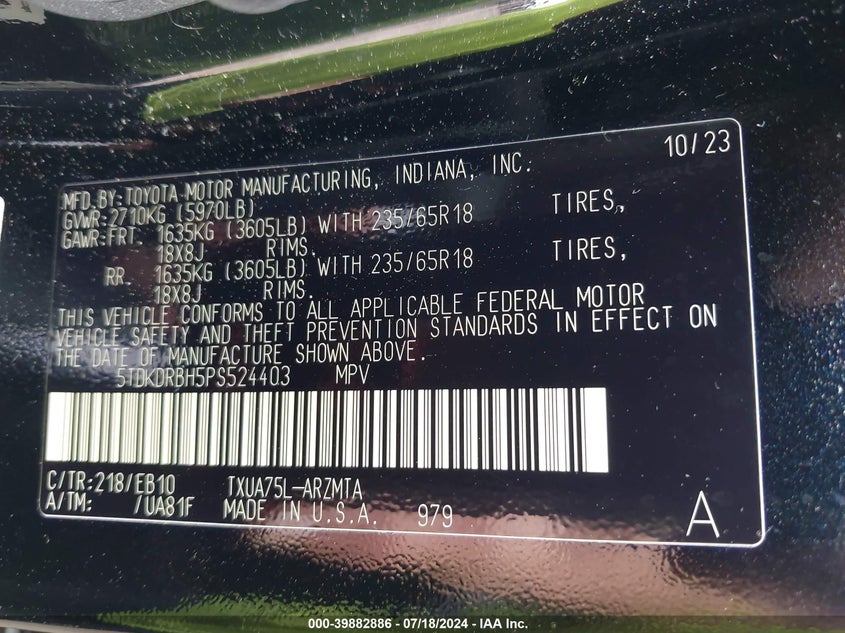 10/23
MFD.BY:TOYOTA MOTOR MANUFACTURING, INDIANA, INC.
GVWR:2710KG (5970LB)
GAWR:FRT. 1635KG (3605LB) WITH 235/65R18 TIRES,
18X8J RIMS.
RR. 1635KG (3605LB) WITH 235/65R18 TIRES,
18X8J RIMS.
THIS VEHICLE CONFORMS TO ALL APPLICABLE FEDERAL MOTOR
VEHICLE SAFETY AND THEFT PREVENTION STANDARDS IN EFFECT ON
THE DATE OF MANUFACTURE SHOWN ABOVE.
5TDKDRBH5PS524403 MPV
C/TR:218/EB10 TXUA75L-ARZMTA
A/TM: /UA81F MADE IN U.S.A. 979
A
000-39882886 - 07/18/2024 - IAA Inc.